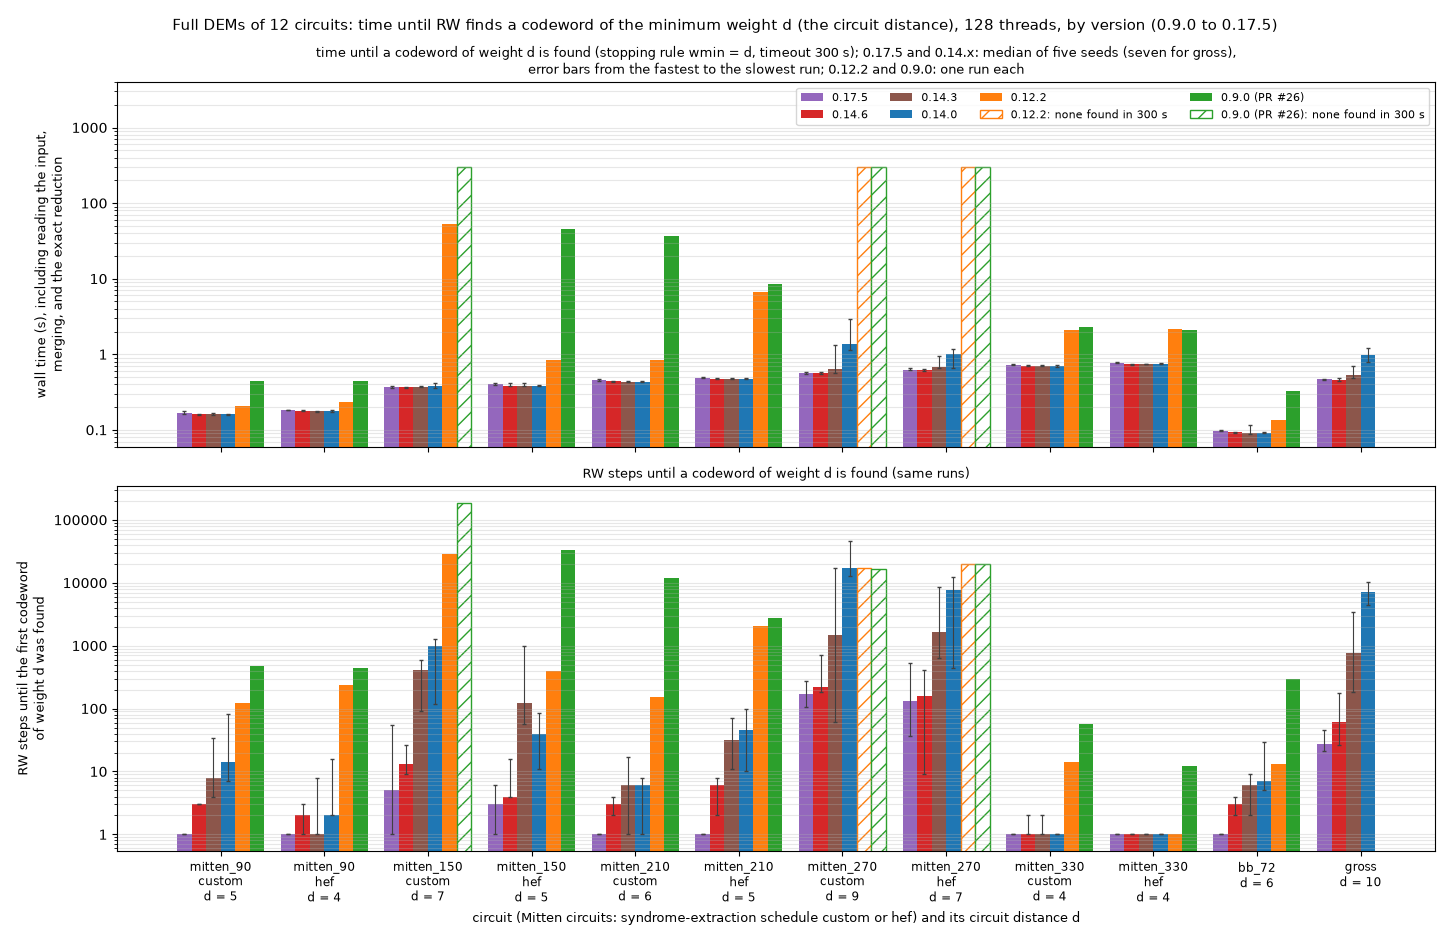 Full DEMs of 12 circuits: time until RW finds a codeword of the minimum weight d (the circuit distance), 128 threads, by version (0.9.0 to 0.17.5)
time until a codeword of weight d is found (stopping rule wmin = d, timeout 300 s); 0.17.5 and 0.14.x: median of five seeds (seven for gross),
error bars from the fastest to the slowest run; 0.12.2 and 0.9.0: one run each
0.17.5 0.14.3 0.12.2 0.9.0 (PR #26)
0.14.6 0.14.0 0.12.2: none found in 300 s 0.9.0 (PR #26): none found in 300 s
wall time (s), including reading the input,
merging, and the exact reduction
1000
100
10
1
0.1
RW steps until a codeword of weight d is found (same runs)
RW steps until the first codeword
of weight d was found
100000
10000
1000
100
10
1
mitten_90 mitten_90 mitten_150 mitten_150 mitten_210 mitten_210 mitten_270 mitten_270 mitten_330 mitten_330 bb_72 gross
custom hef custom hef custom hef custom hef custom hef d = 6 d = 10
d = 5 d = 4 d = 7 d = 5 d = 6 d = 5 d = 9 d = 7 d = 4 d = 4
circuit (Mitten circuits: syndrome-extraction schedule custom or hef) and its circuit distance d